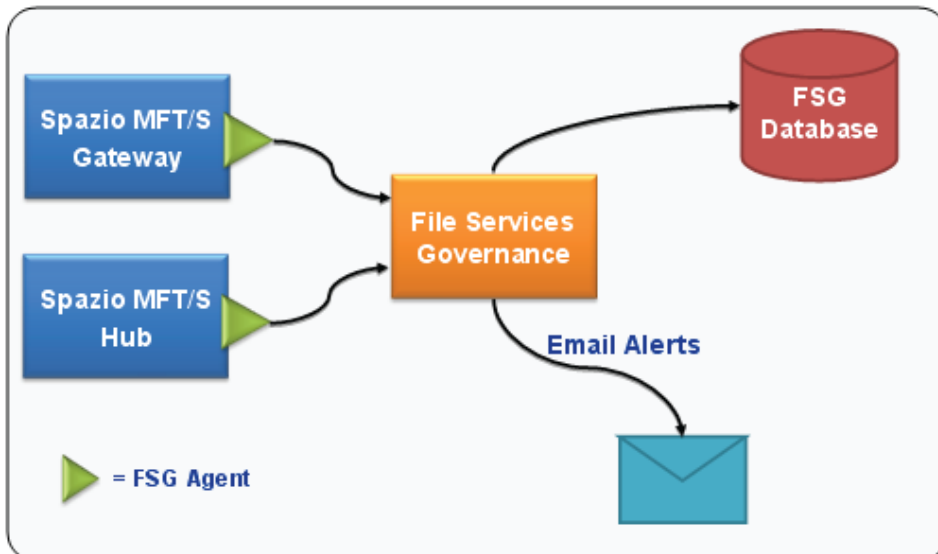 Spazio MFT/S
Gateway
FSG
Database
File Services
Governance
Spazio MFT/S
Hub
Email Alerts
= FSG Agent